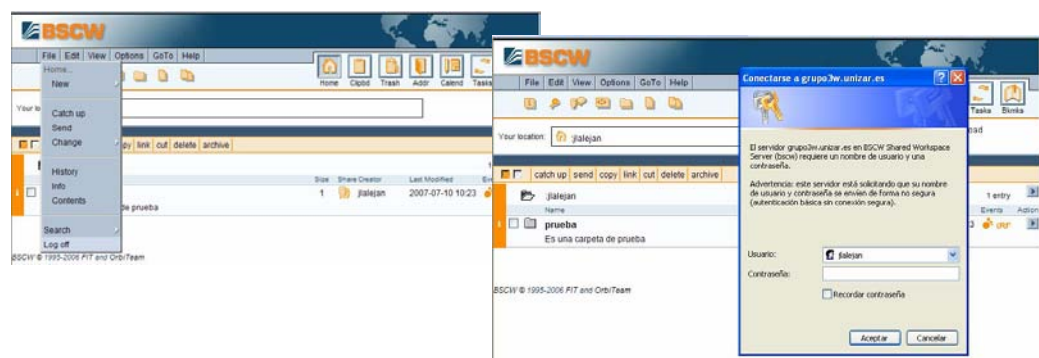 BSCW
File Edit View Options GoTo Help
Home...
New
Catch up
Send
Change
History
Info
Contents
Search
Log off
Home Clipbd Trash Addr Calend Tasks
link cut delete archive
Size Share Creator Last Modified
1 jlalejan 2007-07-10 10:23
de prueba
BSCW © 1995-2006 FIT and OrbiTeam
BSCW
File Edit View Options GoTo Help
Tasks Bkmks
Your location: :jlalejan
catch up send copy link cut delete archive
:jlalejan 1 entry
Name Events Action
prueba
Es una carpeta de prueba
BSCW © 1995-2006 FIT and OrbiTeam
Conectarse a grupo3w.unizar.es
El servidor grupo3w.unizar.es en BSCW Shared Workspace
Server (bscw) requiere un nombre de usuario y una
contraseña.
Advertencia: este servidor está solicitando que su nombre
de usuario y contraseña se envíen de forma no segura
(autenticación básica sin conexión segura).
Usuario: jlalejan
Contraseña:
Recordar contraseña
Aceptar Cancelar